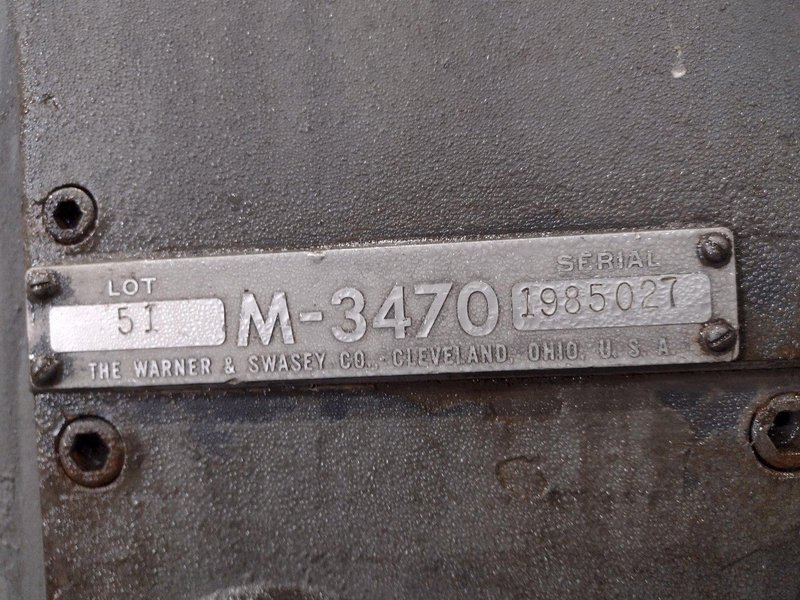 LOT SERIAL
51 M-3470 1985027
THE WARNER & SWASEY CO., CLEVELAND, OHIO, U. S. A.